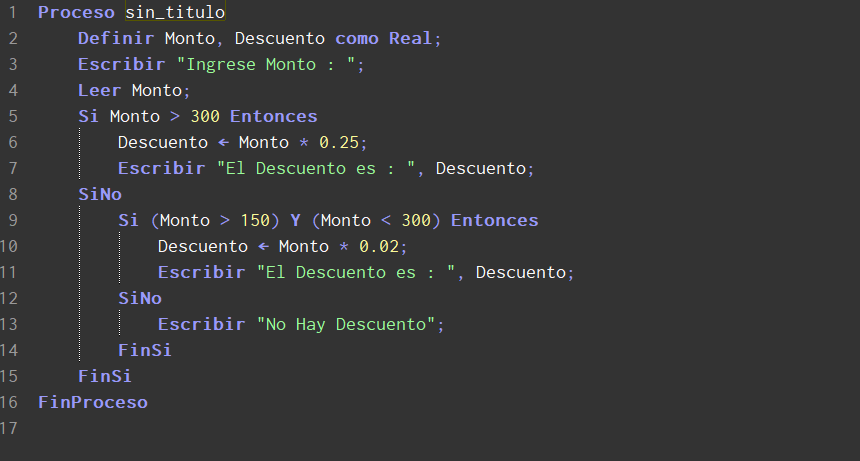 1 Proceso sin_titulo
2 Definir Monto, Descuento como Real;
3 Escribir "Ingrese Monto : ";
4 Leer Monto;
5 Si Monto > 300 Entonces
6 Descuento ← Monto * 0.25;
7 Escribir "El Descuento es : ", Descuento;
8 SiNo
9 Si (Monto > 150) Y (Monto < 300) Entonces
10 Descuento ← Monto * 0.02;
11 Escribir "El Descuento es : ", Descuento;
12 SiNo
13 Escribir "No Hay Descuento";
14 FinSi
15 FinSi
16 FinProceso
17